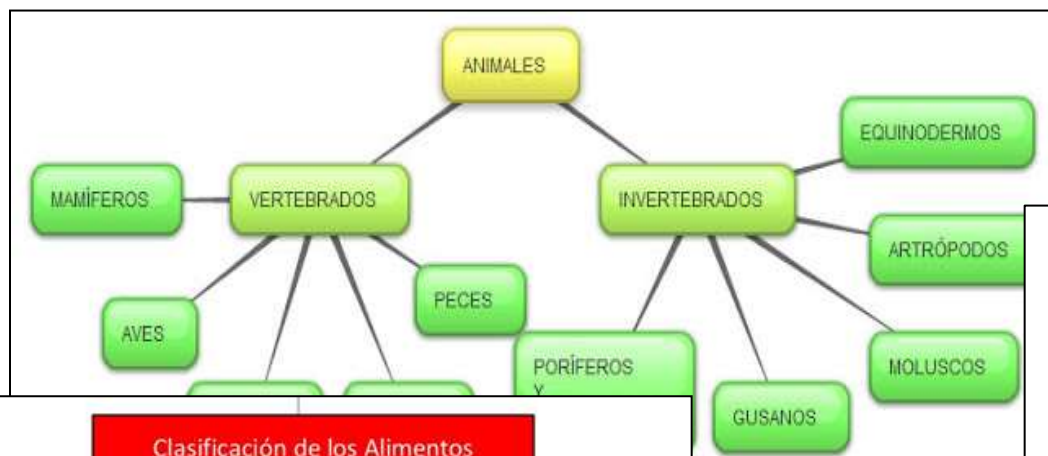 ANIMALES
EQUINODERMOS
MAMÍFEROS
VERTEBRADOS
INVERTEBRADOS
ARTRÓPODOS
PECES
AVES
PORÍFEROS
Y
MOLUSCOS
GUSANOS
Clasificación de los Alimentos